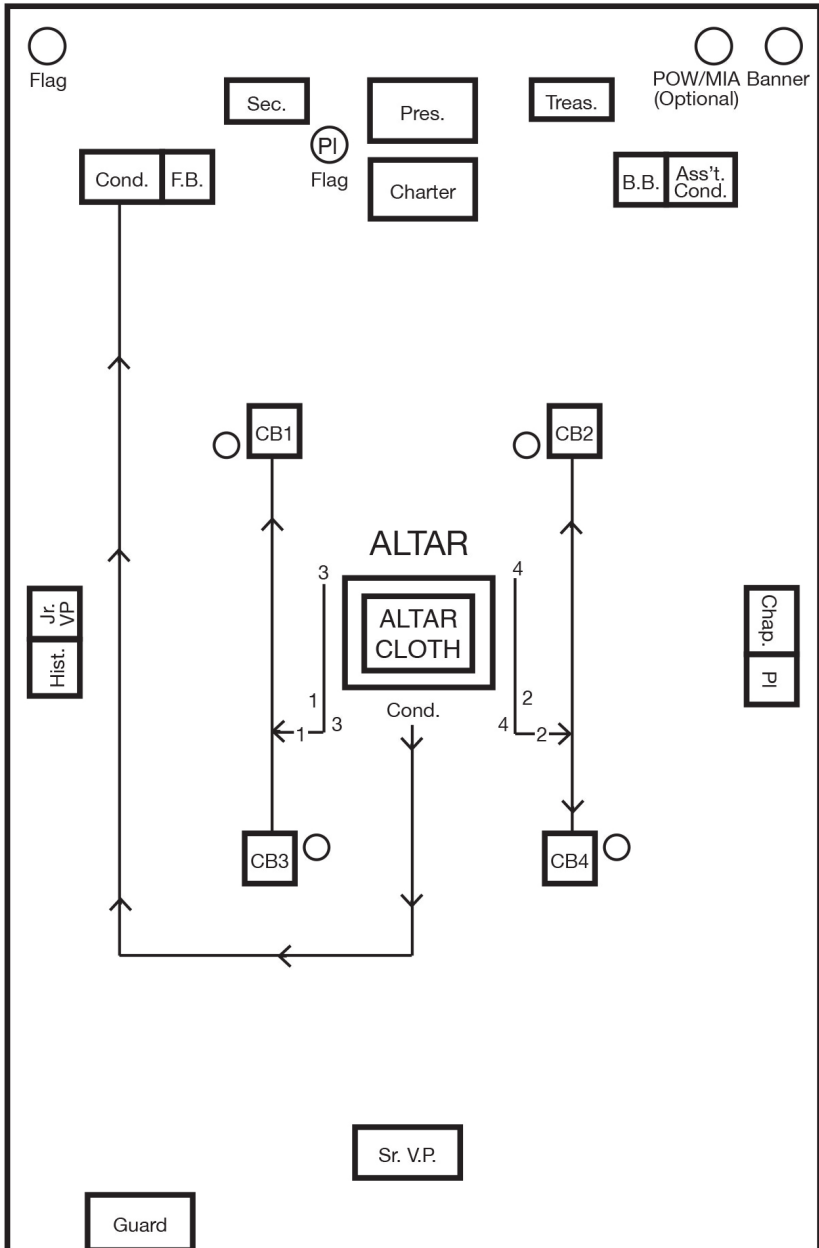 Flag
Sec.
Pres.
Treas.
POW/MIA
(Optional)
Banner
PI
Flag
Cond.
F.B.
Charter
B.B.
Ass't.
Cond.
CB1
CB2
ALTAR
3
4
ALTAR
CLOTH
Jr.
VP
Hist.
Chap.
PI
1
3
1
Cond.
2
4
2
CB3
CB4
Sr. V.P.
Guard